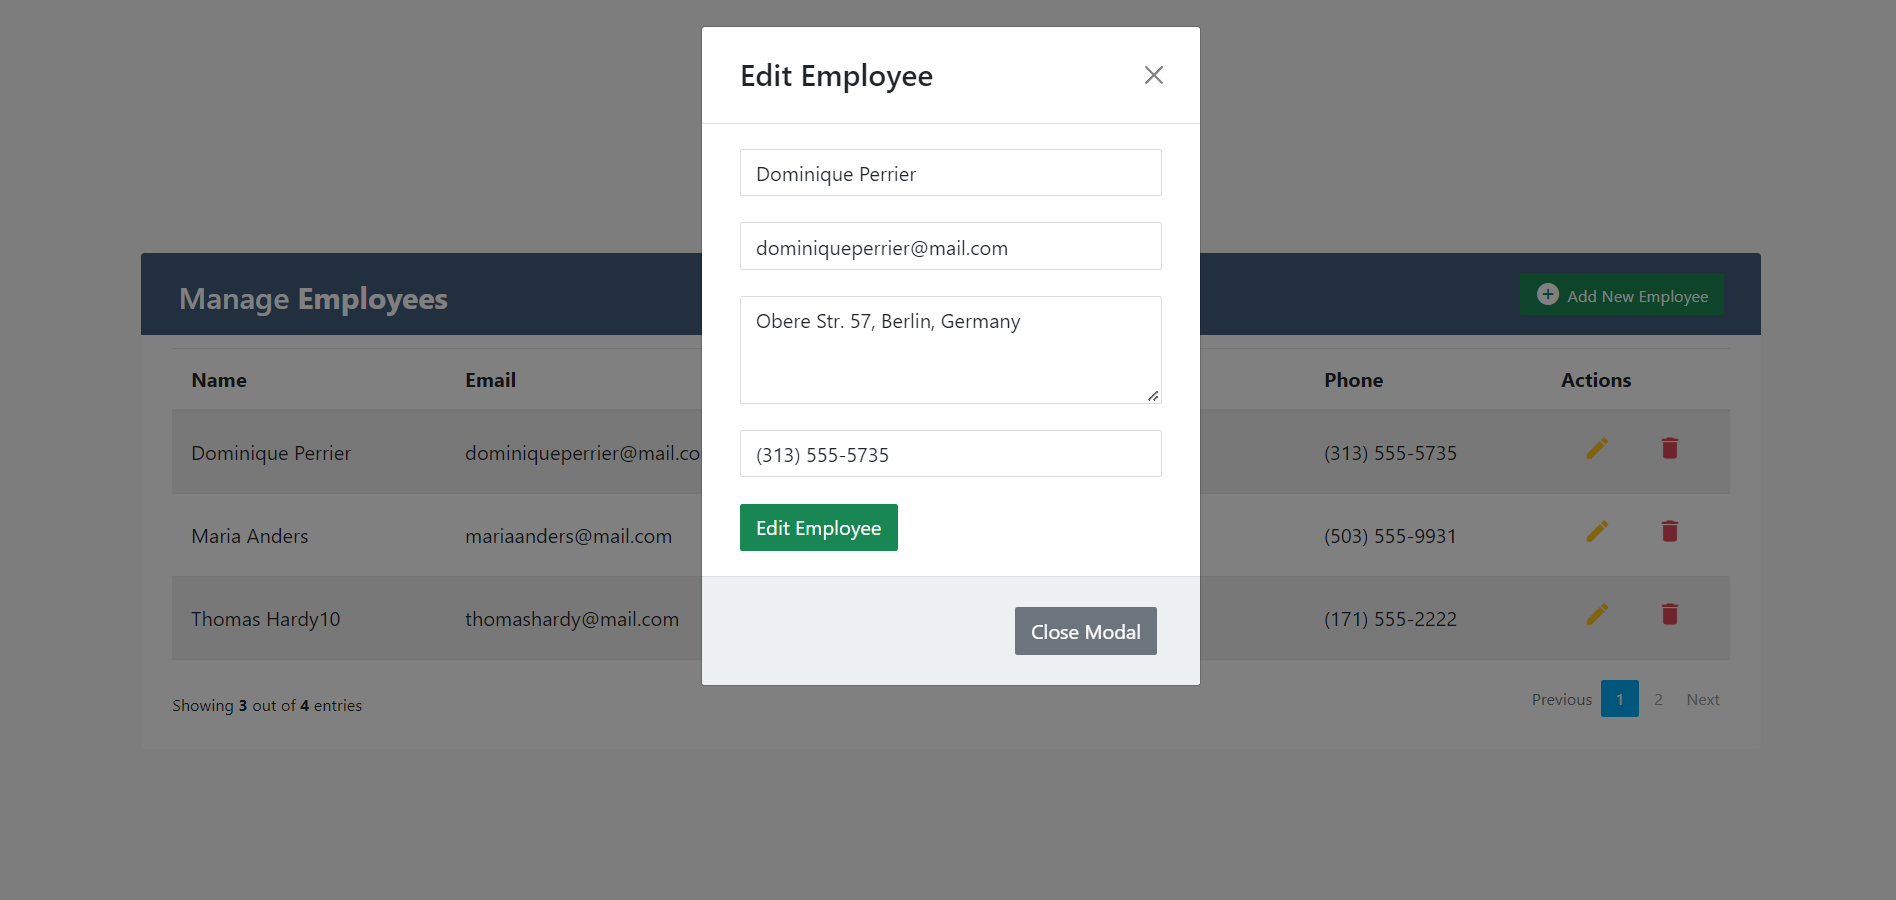 Edit Employee
Dominique Perrier
dominiqueperrier@mail.com
Obere Str. 57, Berlin, Germany
(313) 555-5735
Edit Employee
Close Modal
Manage Employees
Add New Employee
Name Email Phone Actions
Dominique Perrier dominiqueperrier@mail.co (313) 555-5735
Maria Anders mariaanders@mail.com (503) 555-9931
Thomas Hardy10 thomashardy@mail.com (171) 555-2222
Showing 3 out of 4 entries
Previous 1 2 Next